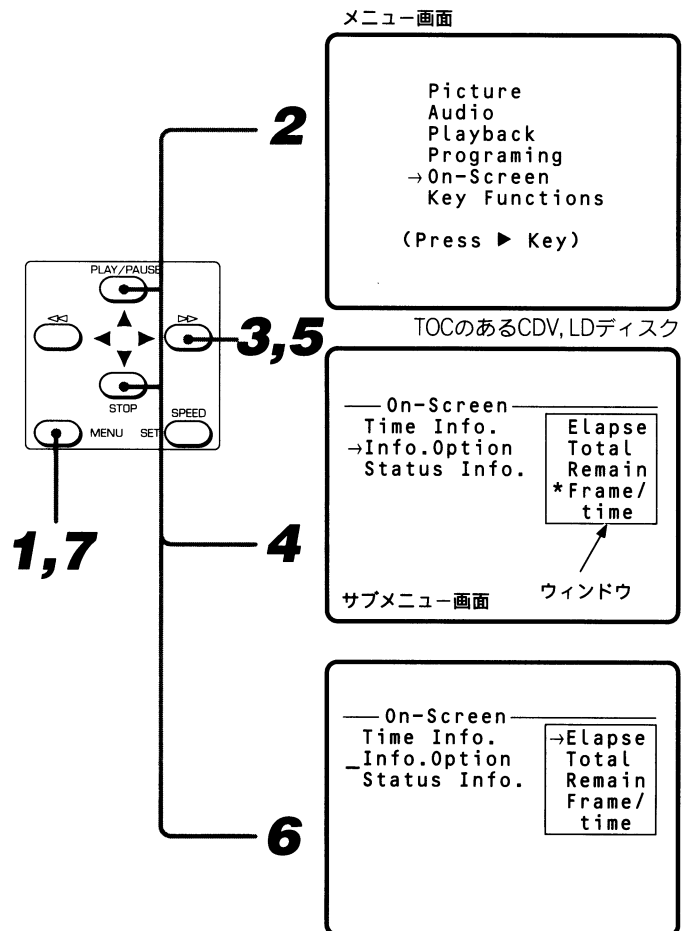 メニュー画面
Picture
Audio
Playback
Programing
→On-Screen
Key Functions
(Press ▶ Key)
2
PLAY/PAUSE
◁◁
▷▷
▲
◀ ▶
▼
STOP
SPEED
MENU
SET
3,5
1,7
TOCのあるCDV,LDディスク
On-Screen
Time Info.
→Info.Option
Status Info.
Elapse
Total
Remain
*Frame/
time
ウィンドウ
サブメニュー画面
4
On-Screen
Time Info.
_Info.Option
Status Info.
→Elapse
Total
Remain
Frame/
time
6